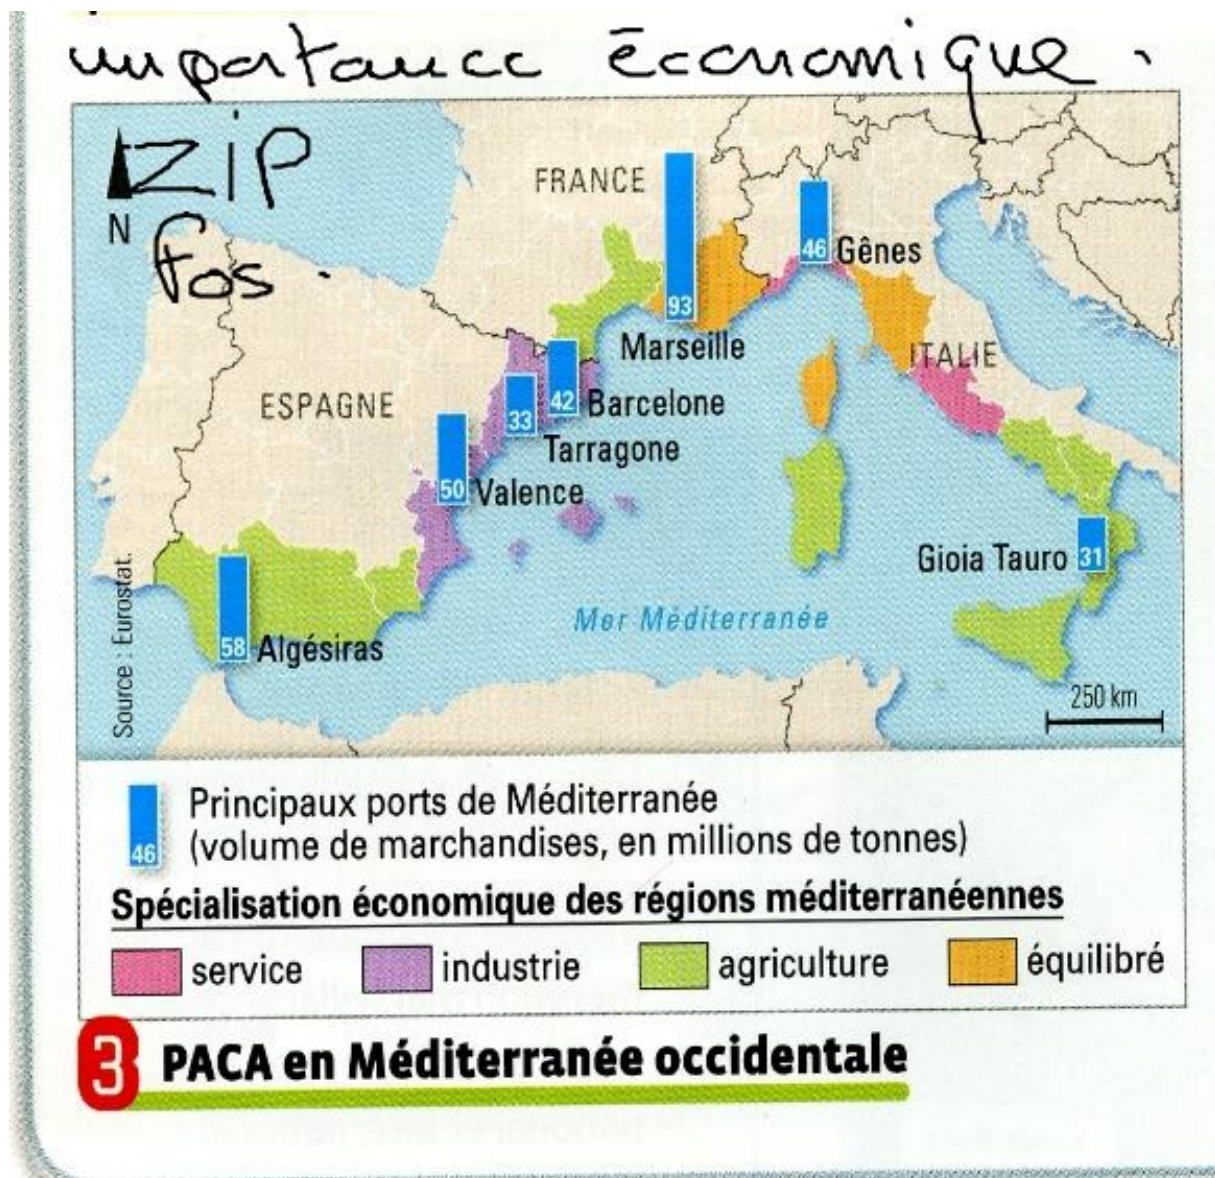 importance économique.
ZiP
fos.
N
FRANCE
46
Gênes
93
Marseille
ITALIE
ESPAGNE
42
Barcelone
33
Tarragone
50
Valence
Gioia Tauro
31
Mer Méditerranée
58
Algésiras
Source : Eurostat.
250 km
46
Principaux ports de Méditerranée
(volume de marchandises, en millions de tonnes)
Spécialisation économique des régions méditerranéennes
service
industrie
agriculture
équilibré
3 PACA en Méditerranée occidentale